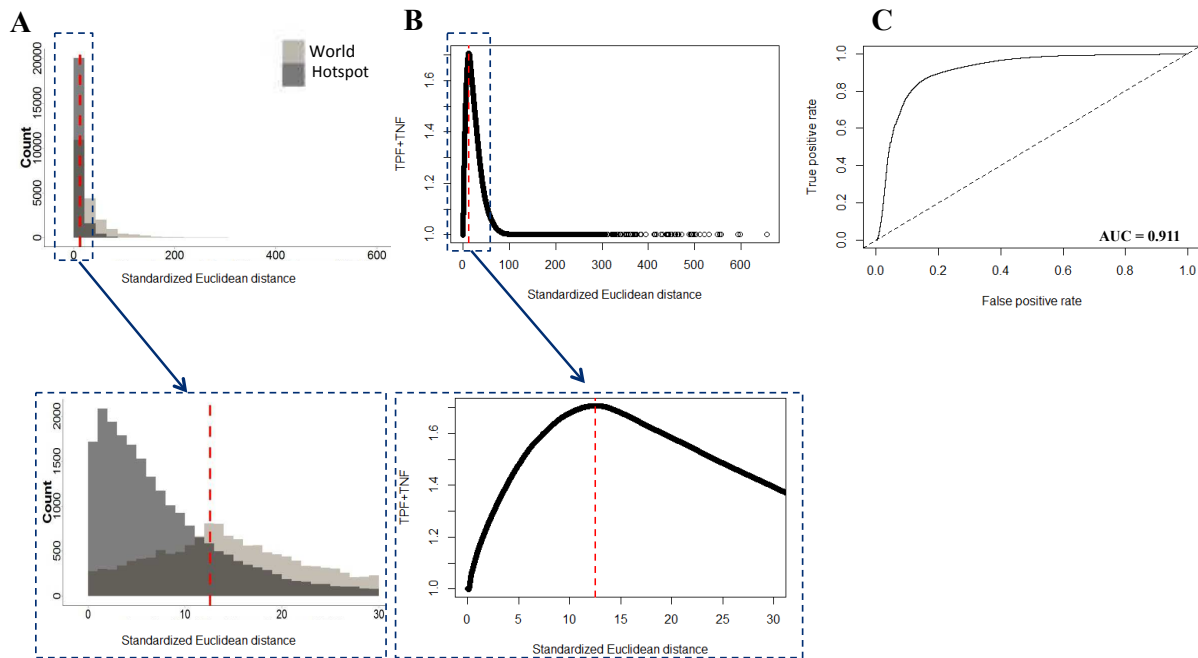 A
World
Hotspot
Count
0
5000
10000
15000
20000
0 200 400 600
Standardized Euclidean distance
B
TPF+TNF
1.0
1.2
1.4
1.6
0 100 200 300 400 500 600
Standardized Euclidean distance
C
True positive rate
0.0
0.2
0.4
0.6
0.8
1.0
AUC = 0.911
0.0 0.2 0.4 0.6 0.8 1.0
False positive rate
Count
0
500
1000
1500
2000
0 10 20 30
Standardized Euclidean distance
TPF+TNF
1.0
1.2
1.4
1.6
0 5 10 15 20 25 30
Standardized Euclidean distance